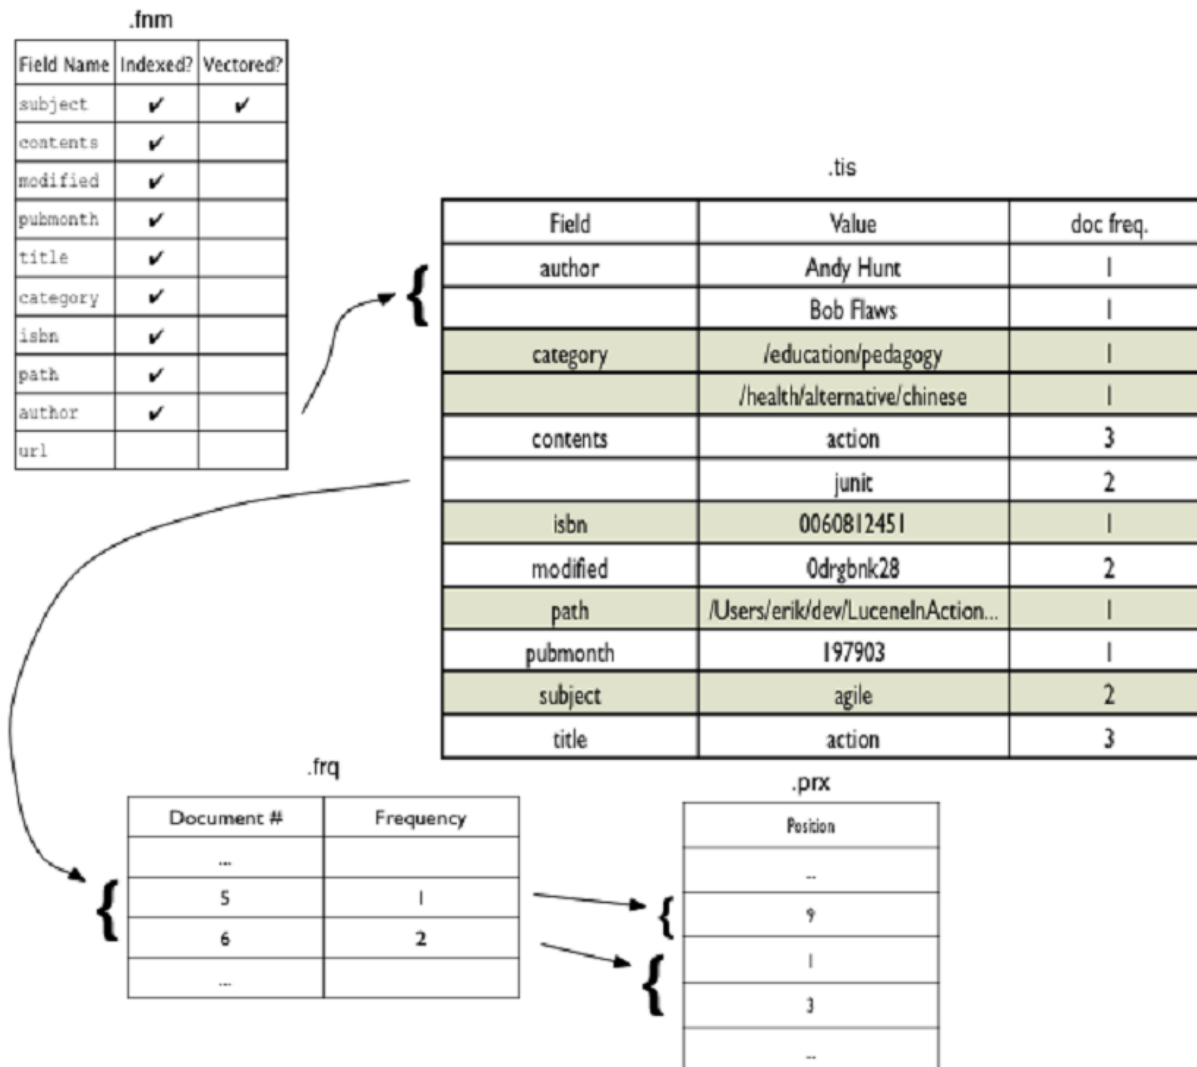 .fnm
Field Name Indexed? Vectored?
subject ✔ ✔
contents ✔
modified ✔
pubmonth ✔
title ✔
category ✔
isbn ✔
path ✔
author ✔
url
.tis
Field Value doc freq.
author Andy Hunt 1
Bob Flaws 1
category /education/pedagogy 1
/health/alternative/chinese 1
contents action 3
junit 2
isbn 0060812451 1
modified 0drgbnk28 2
path /Users/erik/dev/LuceneInAction... 1
pubmonth 197903 1
subject agile 2
title action 3
.frq
Document # Frequency
...
5 1
6 2
...
.prx
Position
...
9
1
3
...